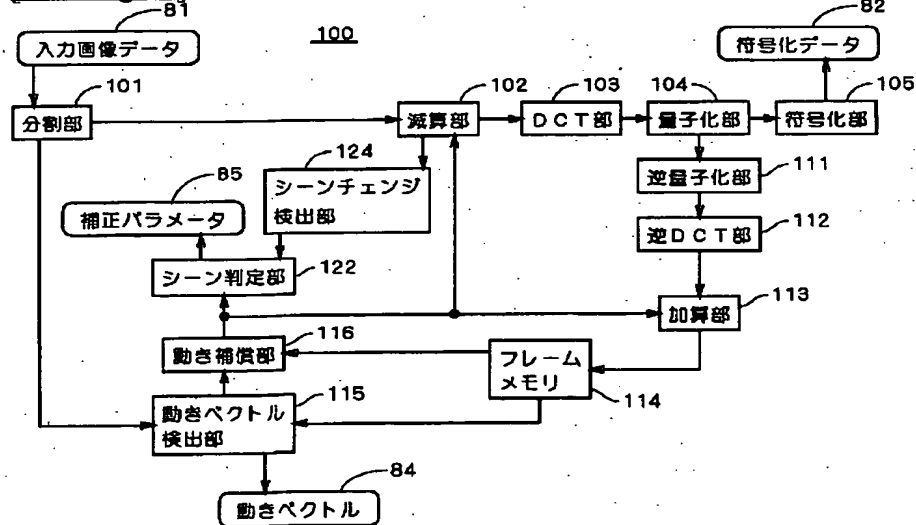 81
入力画像データ
100
82
符号化データ
101
分割部
102
減算部
103
DCT部
104
量子化部
105
符号化部
124
シーンチェンジ
検出部
85
補正パラメータ
111
逆量子化部
112
逆DCT部
122
シーン判定部
113
加算部
116
動き補償部
フレーム
メモリ
114
115
動きベクトル
検出部
84
動きベクトル